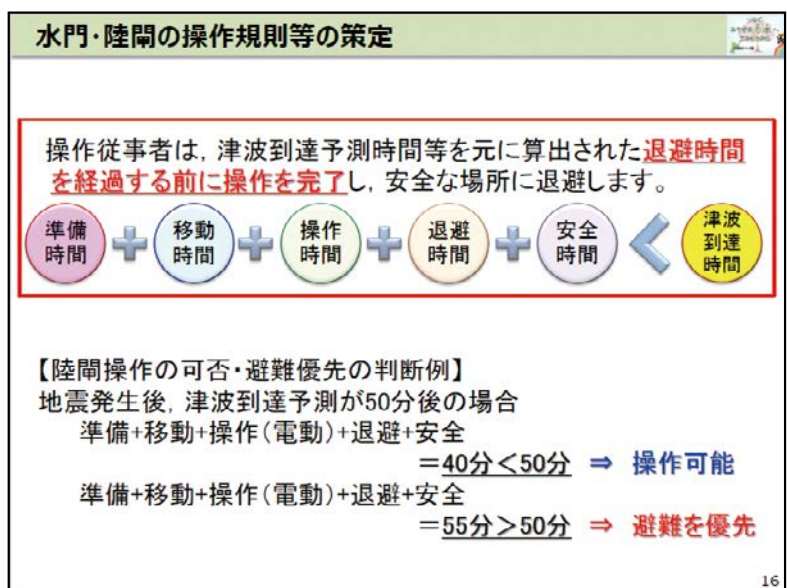 水門・陸閘の操作規則等の策定
操作従事者は，津波到達予測時間等を元に算出された退避時間
を経過する前に操作を完了し，安全な場所に退避します。
準備
時間
+
移動
時間
+
操作
時間
+
退避
時間
+
安全
時間
<
津波
到達
時間
【陸閘操作の可否・避難優先の判断例】
地震発生後，津波到達予測が50分後の場合
準備+移動+操作（電動）+退避+安全
＝40分＜50分 ⇒ 操作可能
準備+移動+操作（電動）+退避+安全
＝55分＞50分 ⇒ 避難を優先
16